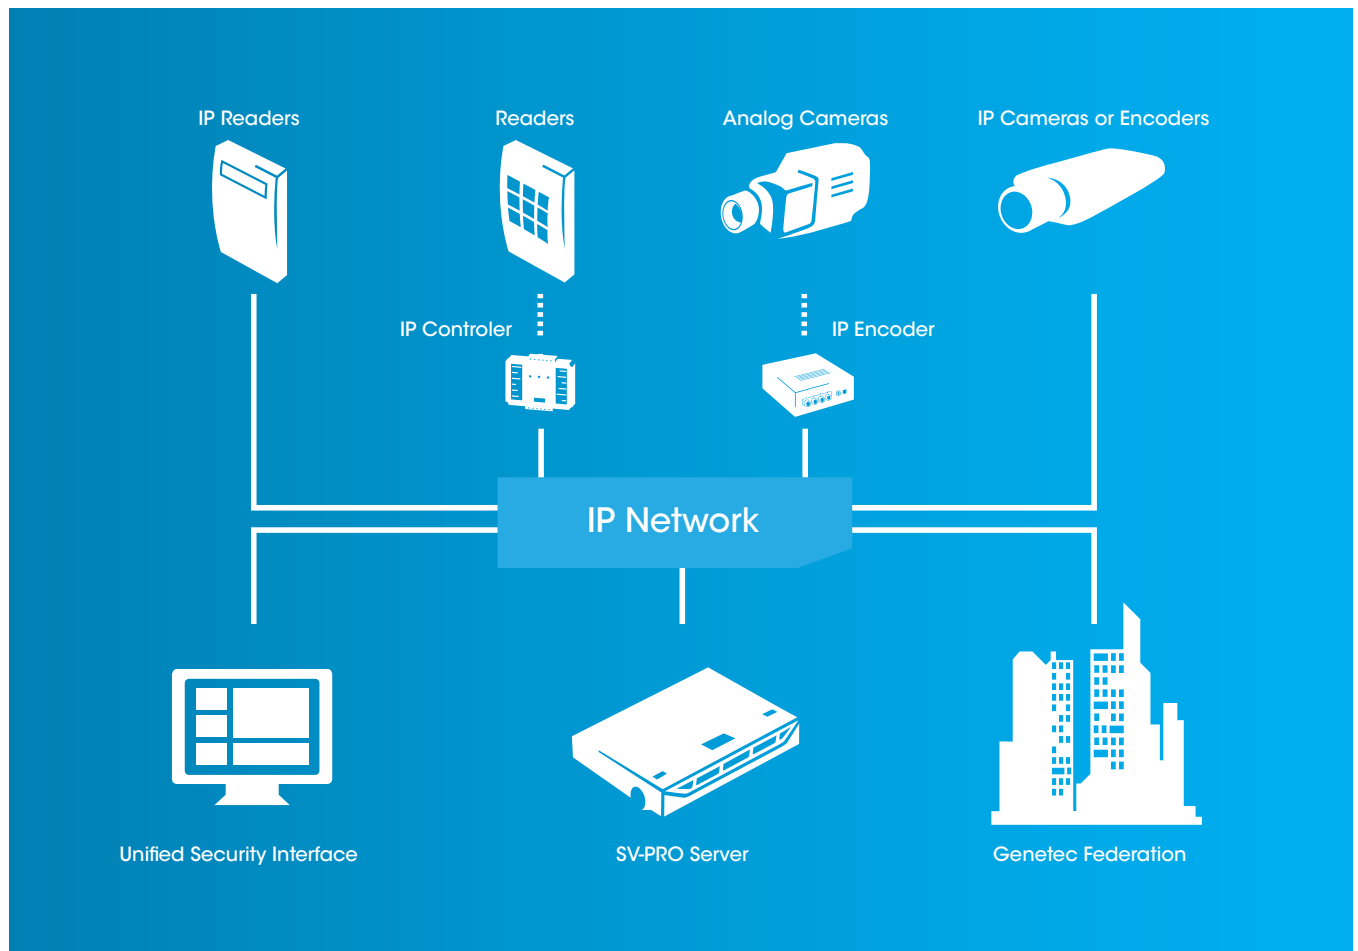 IP Readers
Readers
Analog Cameras
IP Cameras or Encoders
IP Controler
IP Encoder
IP Network
Unified Security Interface
SV-PRO Server
Genetec Federation